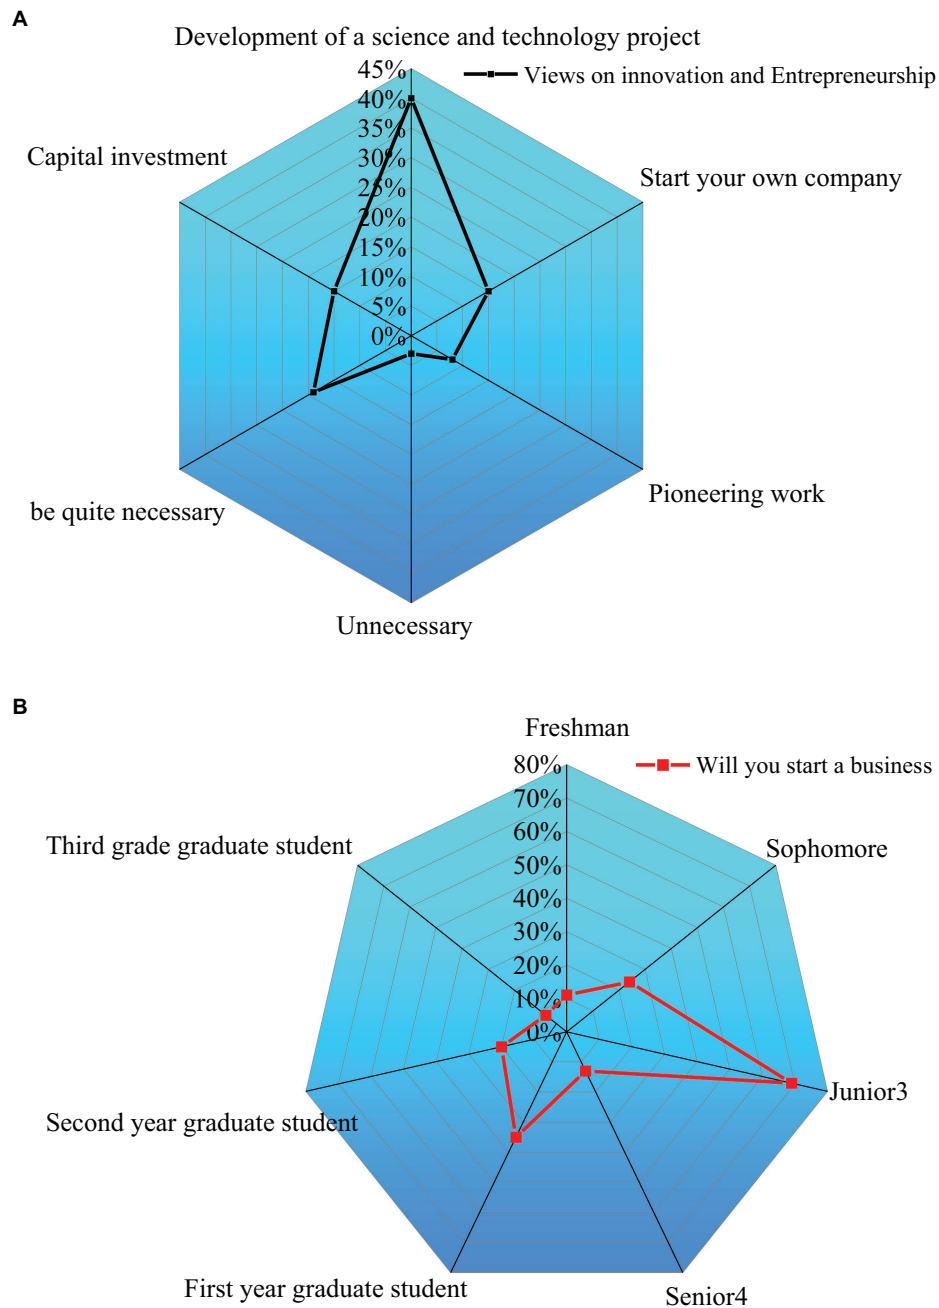 A
Development of a science and technology project
45%
Views on innovation and Entrepreneurship
40%
35%
Capital investment
30%
Start your own company
25%
20%
15%
10%
5%
0%
Pioneering work
be quite necessary
Unnecessary
B
Freshman
80%
Will you start a business
70%
60%
Third grade graduate student
Sophomore
50%
40%
30%
20%
10%
0%
Junior3
Second year graduate student
First year graduate student
Senior4